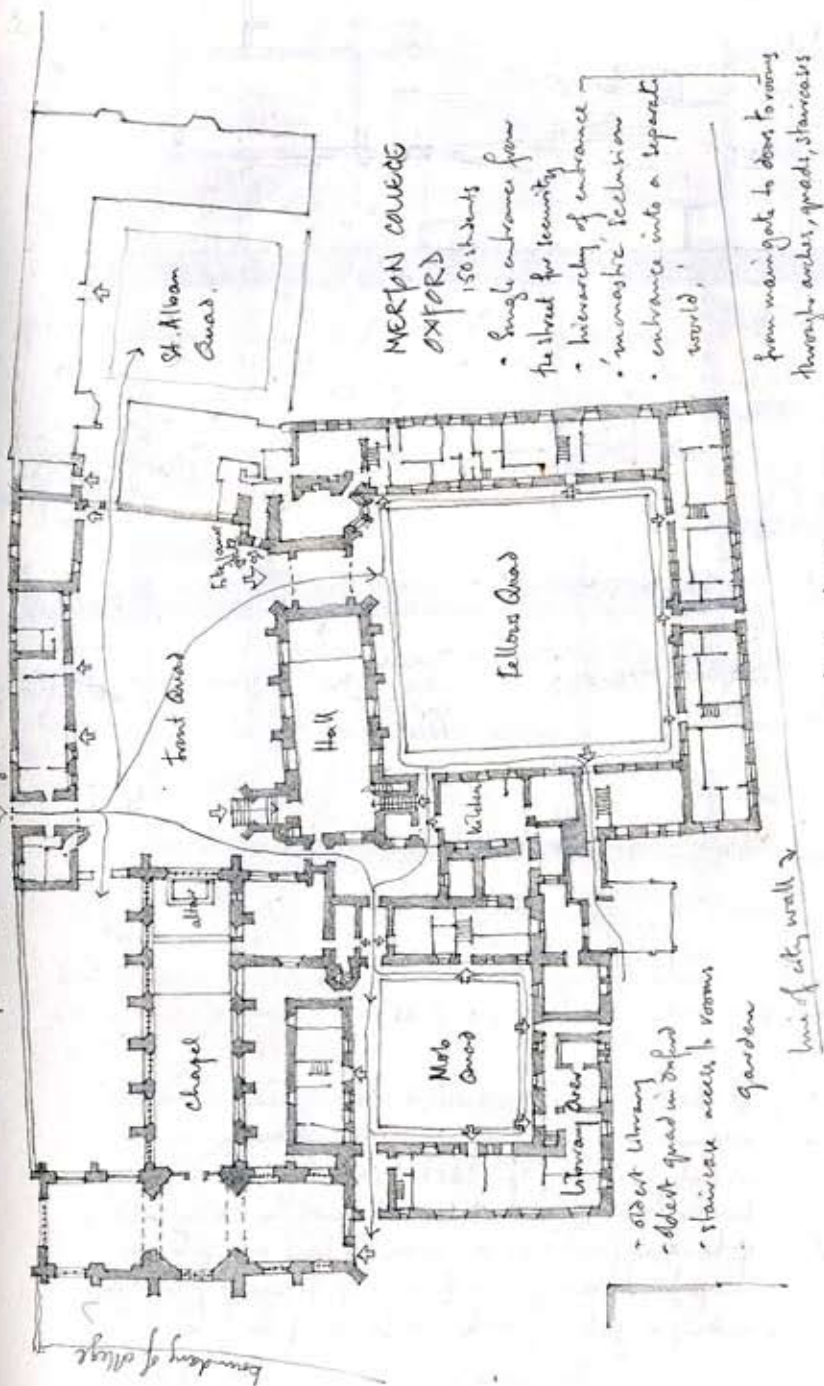 MERTON COLLEGE
OXFORD
150 students
• Single entrance from
the street for security
• hierarchy of entrance -
• 'monastic' seclusion
• entrance into a separate
world.
from main gate to doors to rooms
through arches, quads, staircases
St. Alban
Quad.
Front Quad
Hall
Fellows Quad
Kitchen
Chapel
altar
Mob
Quad
Library over
- oldest library
- oldest quad in Oxford
- staircase access to rooms
garden
line of city wall
boundary of college